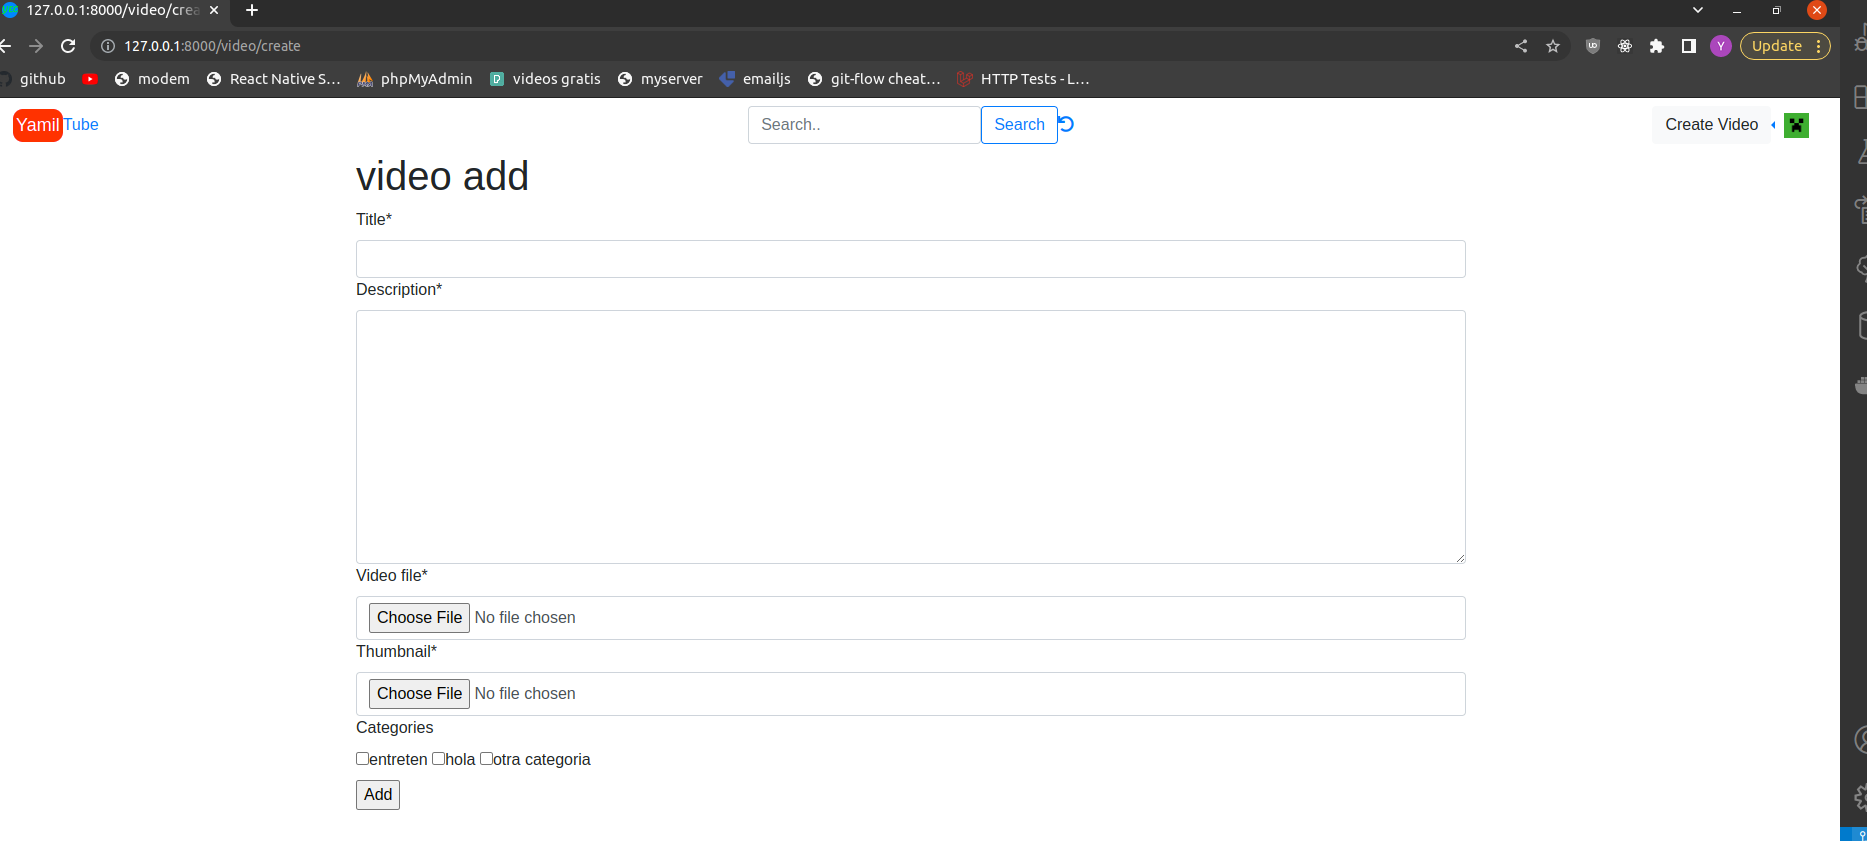 127.0.0.1:8000/video/crea
127.0.0.1:8000/video/create
Y
Update
github
modem
React Native S...
phpMyAdmin
videos gratis
myserver
emailjs
git-flow cheat...
HTTP Tests - L...
YamilTube
Search..
Search
Create Video
video add
Title*
Description*
Video file*
Choose File No file chosen
Thumbnail*
Choose File No file chosen
Categories
entreten hola otra categoria
Add